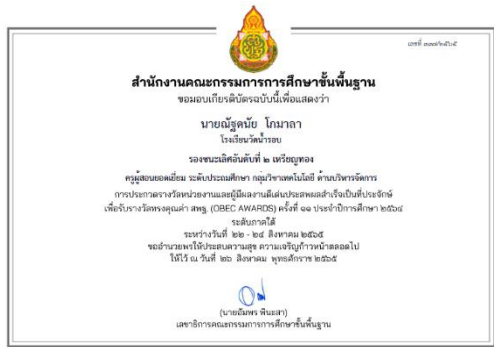 สำนักงานคณะกรรมการการศึกษาขั้นพื้นฐาน
ขอมอบเกียรติบัตรฉบับนี้เพื่อแสดงว่า
นายณัฐดนัย โกมาลา
โรงเรียนวัดน้ำรอบ
รองชนะเลิศอันดับที่ ๒ เหรียญทอง
ครูผู้สอนยอดเยี่ยม ระดับประถมศึกษา กลุ่มวิชาเทคโนโลยี ด้านบริหารจัดการ
การประกวดรางวัลหน่วยงานและผู้มีผลงานดีเด่นประสพผลสำเร็จเป็นที่ประจักษ์
เพื่อรับรางวัลทรงคุณค่า สพฐ. (OBEC AWARDS) ครั้งที่ ๑๑ ประจำปีการศึกษา ๒๕๖๔
ระดับภาคใต้
ระหว่างวันที่ ๒๒ - ๒๔ สิงหาคม ๒๕๖๕
ขออำนวยพรให้ประสบความสุข ความเจริญก้าวหน้าตลอดไป
ให้ไว้ ณ วันที่ ๒๖ สิงหาคม พุทธศักราช ๒๕๖๕
(นายอัมพร พินะสา)
เลขาธิการคณะกรรมการการศึกษาขั้นพื้นฐาน